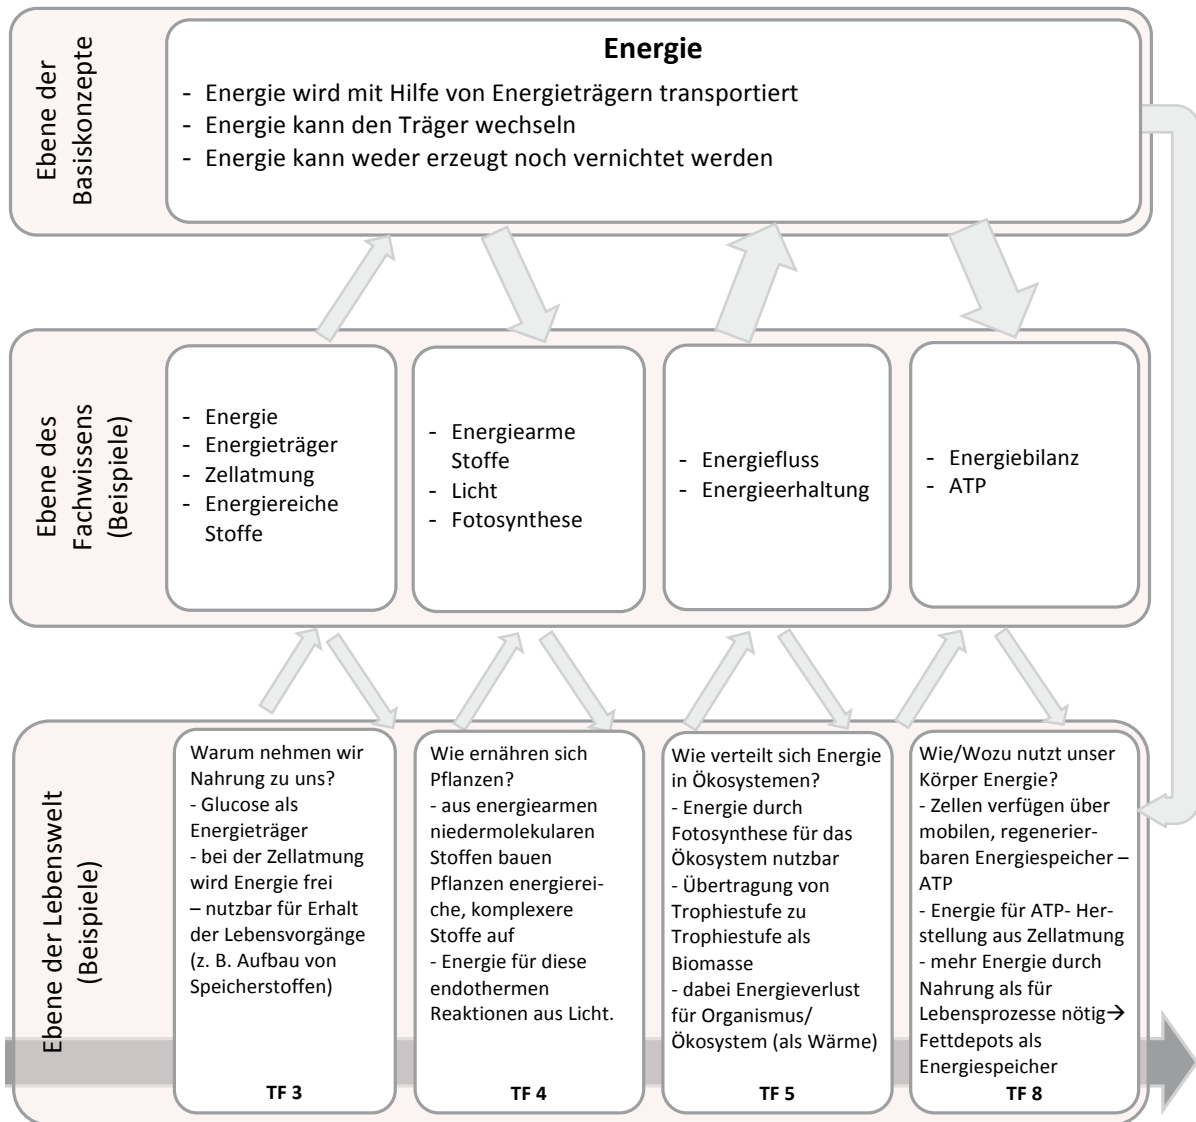 Ebene der
Basiskonzepte
Energie
- Energie wird mit Hilfe von Energieträgern transportiert
- Energie kann den Träger wechseln
- Energie kann weder erzeugt noch vernichtet werden
Ebene des
Fachwissens
(Beispiele)
- Energie
- Energieträger
- Zellatmung
- Energiereiche
Stoffe
- Energiearme
Stoffe
- Licht
- Fotosynthese
- Energiefluss
- Energieerhaltung
- Energiebilanz
- ATP
Ebene der Lebenswelt
(Beispiele)
Warum nehmen wir
Nahrung zu uns?
- Glucose als
Energieträger
- bei der Zellatmung
wird Energie frei
– nutzbar für Erhalt
der Lebensvorgänge
(z. B. Aufbau von
Speicherstoffen)
TF 3
Wie ernähren sich
Pflanzen?
- aus energiearmen
niedermolekularen
Stoffen bauen
Pflanzen energierei-
che, komplexere
Stoffe auf
- Energie für diese
endothermen
Reaktionen aus Licht.
TF 4
Wie verteilt sich Energie
in Ökosystemen?
- Energie durch
Fotosynthese für das
Ökosystem nutzbar
- Übertragung von
Trophiestufe zu
Trophiestufe als
Biomasse
- dabei Energieverlust
für Organismus/
Ökosystem (als Wärme)
TF 5
Wie/Wozu nutzt unser
Körper Energie?
- Zellen verfügen über
mobilen, regenerier-
baren Energiespeicher –
ATP
- Energie für ATP- Her-
stellung aus Zellatmung
- mehr Energie durch
Nahrung als für
Lebensprozesse nötig→
Fettdepots als
Energiespeicher
TF 8